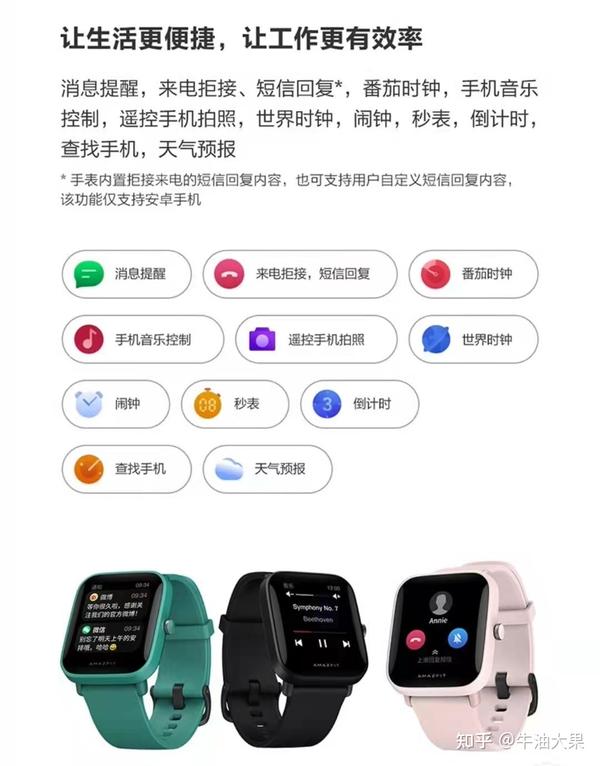 让生活更便捷，让工作更有效率
消息提醒，来电拒接、短信回复*，番茄时钟，手机音乐
控制，遥控手机拍照，世界时钟，闹钟，秒表，倒计时，
查找手机，天气预报
* 手表内置拒接来电的短信回复内容，也可支持用户自定义短信回复内容，
该功能仅支持安卓手机
消息提醒
来电拒接，短信回复
番茄时钟
手机音乐控制
遥控手机拍照
世界时钟
闹钟
08
秒表
3
倒计时
查找手机
天气预报
通知 09:34
微博 09:34
等你很久啦，感谢关
注我们的官方微博！
微信 09:34
别忘了明天上午的安
排哦，哈哈
AMAZFIT
音乐
Symphony No. 7
Beethoven
AMAZFIT
Annie
上滑回复短信
AMAZFIT
知乎 @牛油大果